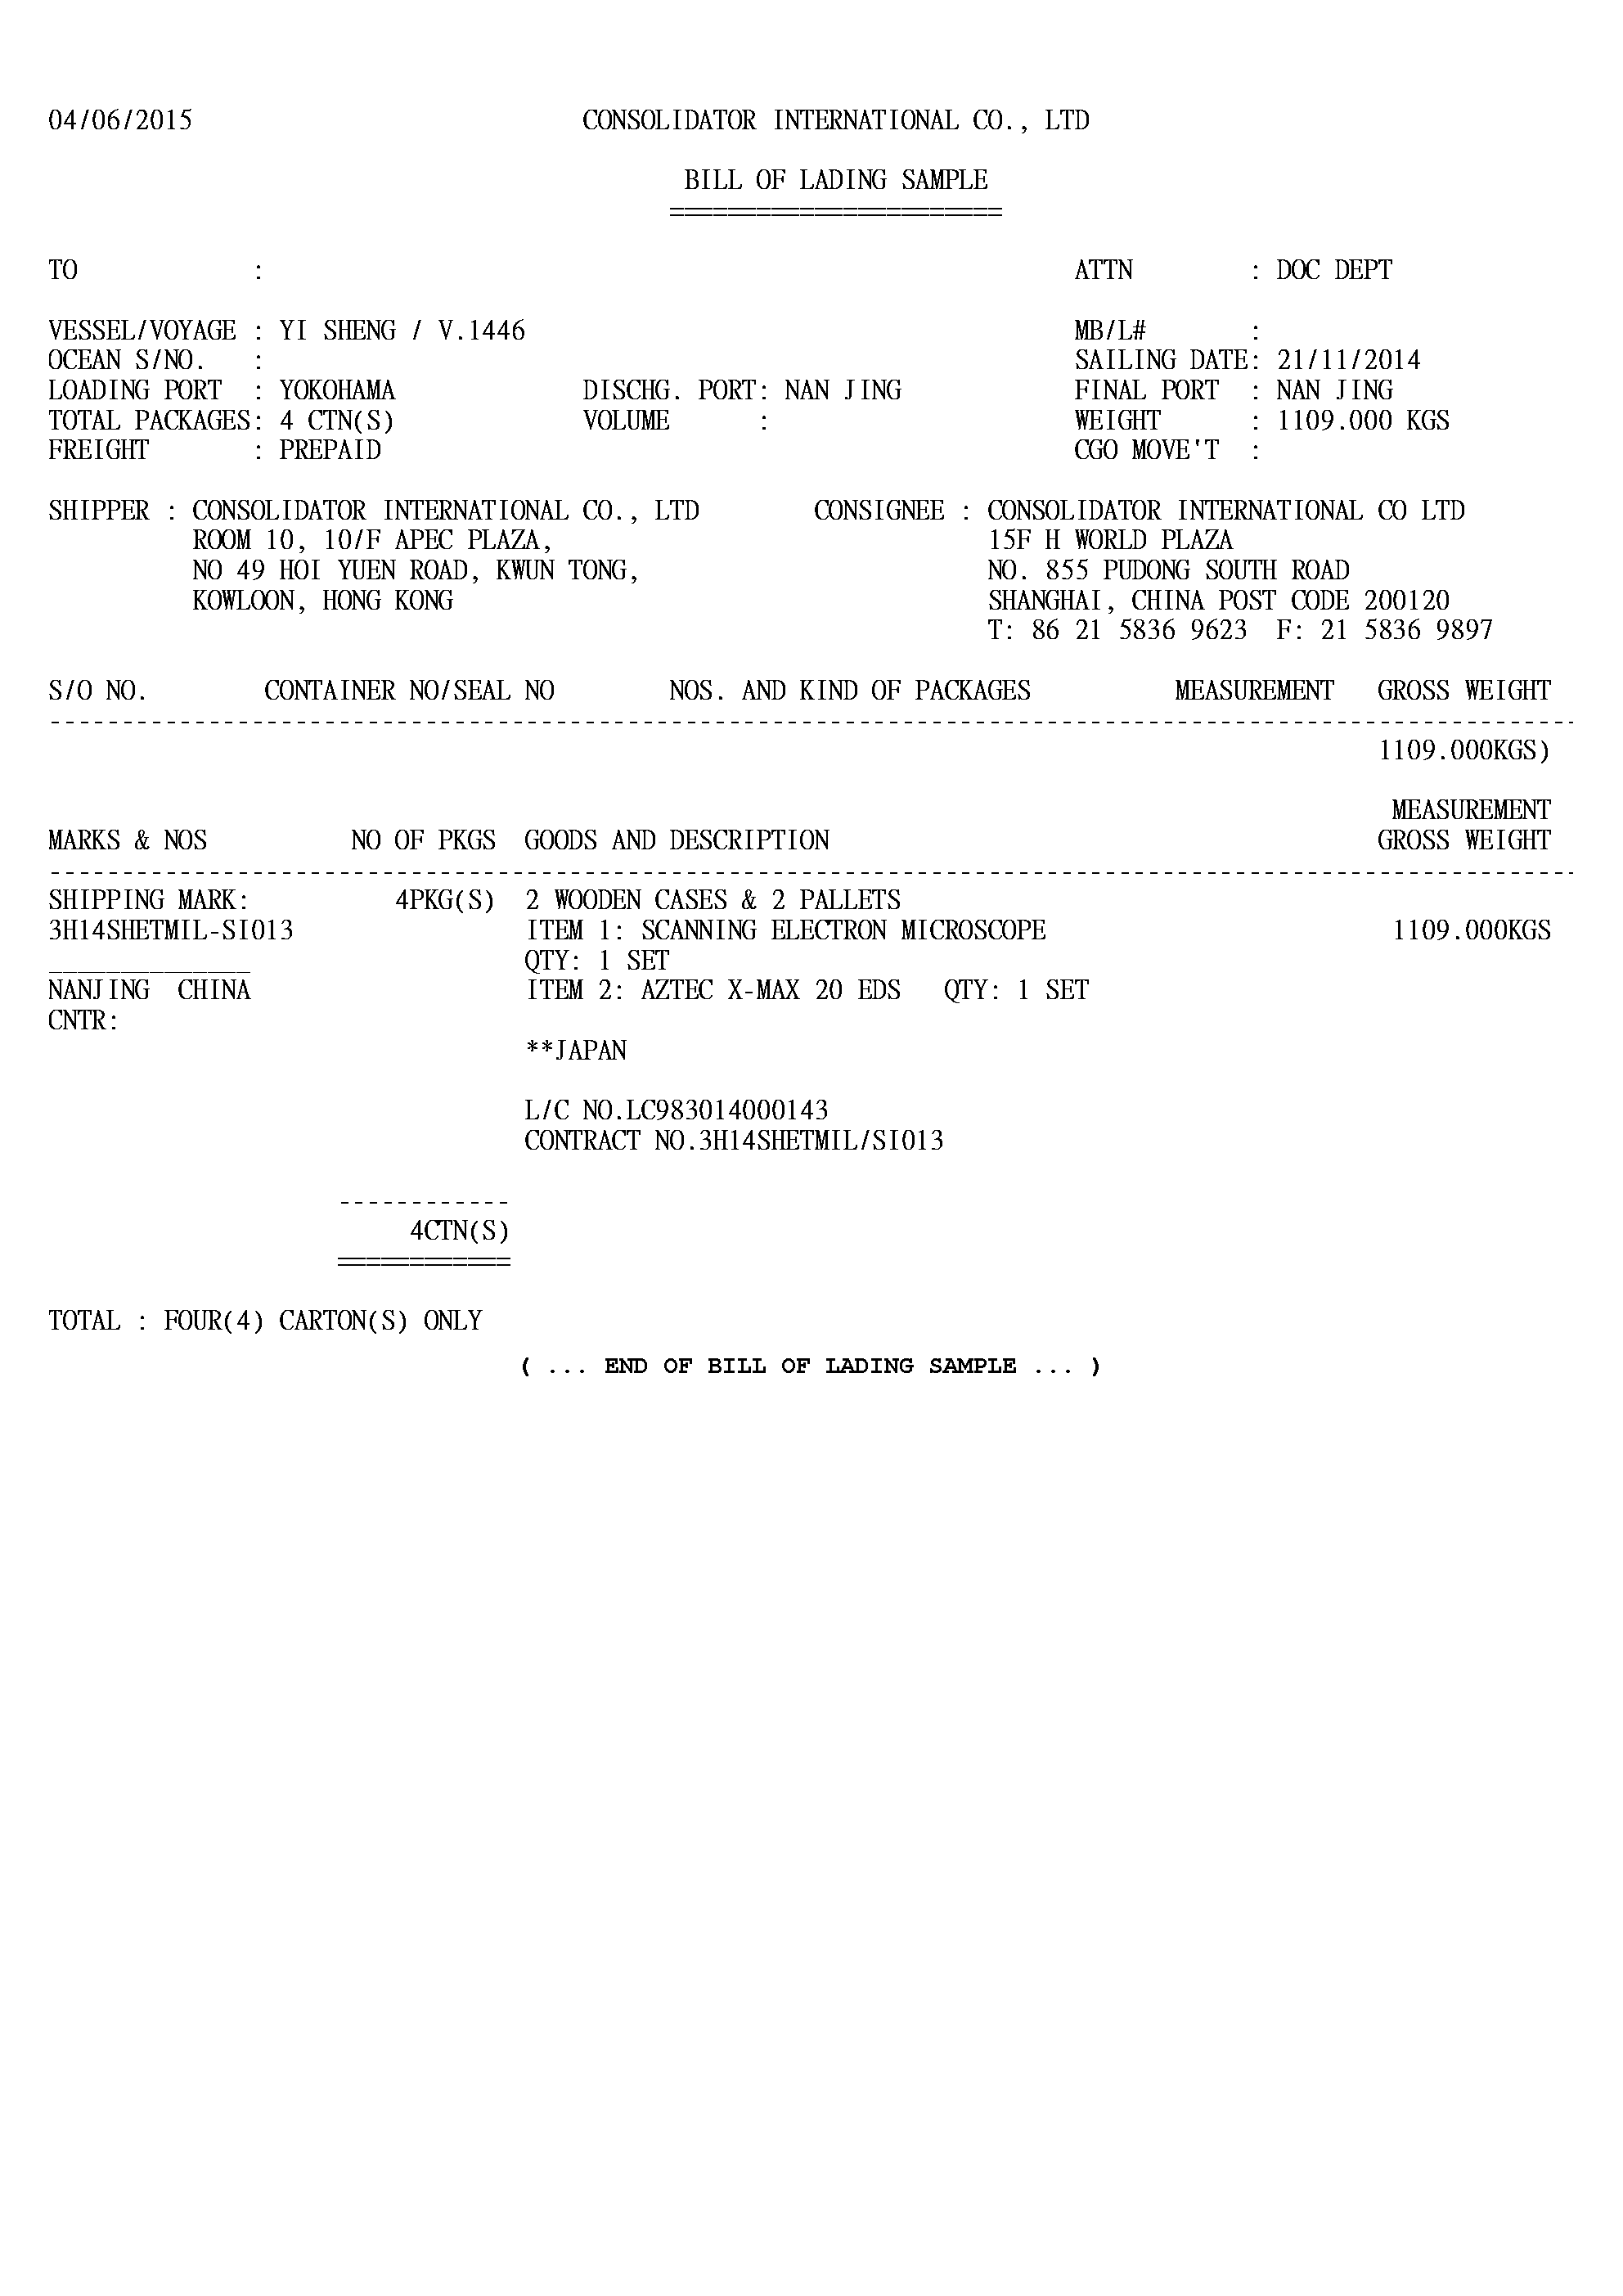 04/06/2015 CONSOLIDATOR INTERNATIONAL CO., LTD
BILL OF LADING SAMPLE
=======================
TO : ATTN : DOC DEPT
VESSEL/VOYAGE : YI SHENG / V.1446 MB/L# :
OCEAN S/NO. : SAILING DATE: 21/11/2014
LOADING PORT : YOKOHAMA DISCHG. PORT: NAN JING FINAL PORT : NAN JING
TOTAL PACKAGES: 4 CTN(S) VOLUME : WEIGHT : 1109.000 KGS
FREIGHT : PREPAID CGO MOVE'T :
SHIPPER : CONSOLIDATOR INTERNATIONAL CO., LTD CONSIGNEE : CONSOLIDATOR INTERNATIONAL CO LTD
ROOM 10, 10/F APEC PLAZA, 15F H WORLD PLAZA
NO 49 HOI YUEN ROAD, KWUN TONG, NO. 855 PUDONG SOUTH ROAD
KOWLOON, HONG KONG SHANGHAI, CHINA POST CODE 200120
T: 86 21 5836 9623 F: 21 5836 9897
S/O NO. CONTAINER NO/SEAL NO NOS. AND KIND OF PACKAGES MEASUREMENT GROSS WEIGHT
----------------------------------------------------------------------------------------------------------
1109.000KGS)
MEASUREMENT
MARKS & NOS NO OF PKGS GOODS AND DESCRIPTION GROSS WEIGHT
----------------------------------------------------------------------------------------------------------
SHIPPING MARK: 4PKG(S) 2 WOODEN CASES & 2 PALLETS
3H14SHETMIL-SI013 ITEM 1: SCANNING ELECTRON MICROSCOPE 1109.000KGS
______________ QTY: 1 SET
NANJING CHINA ITEM 2: AZTEC X-MAX 20 EDS QTY: 1 SET
CNTR:
**JAPAN
L/C NO.LC983014000143
CONTRACT NO.3H14SHETMIL/SI013
------------
4CTN(S)
============
TOTAL : FOUR(4) CARTON(S) ONLY
( ... END OF BILL OF LADING SAMPLE ... )